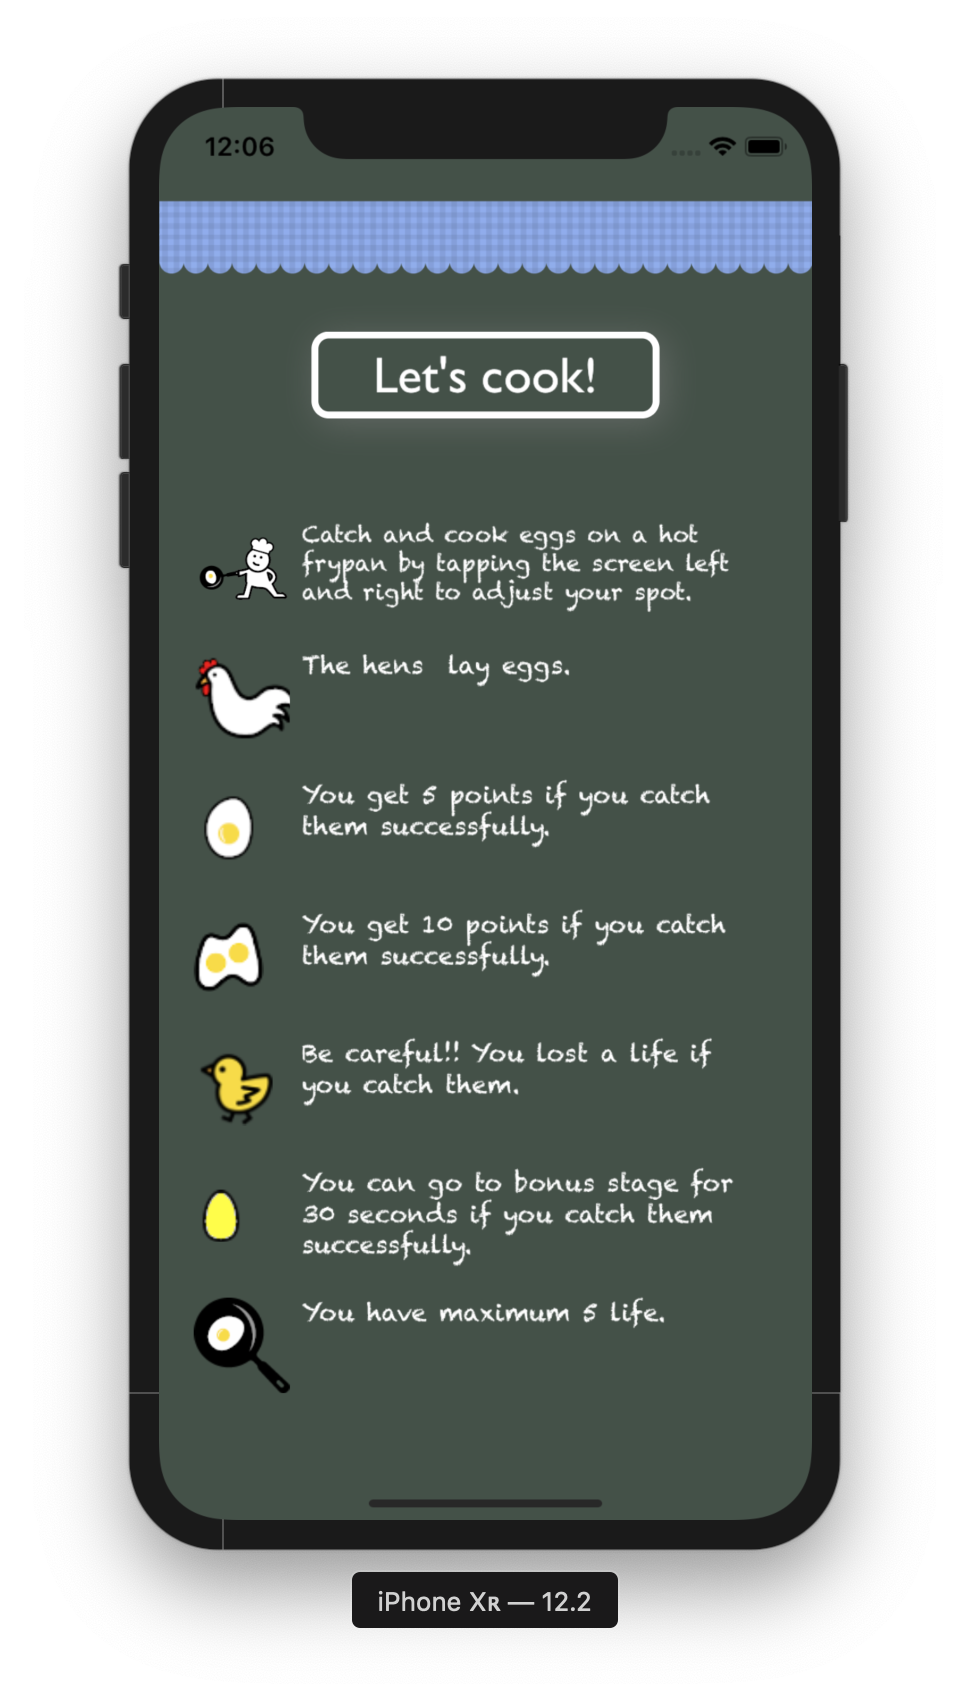 12:06
Let's cook!
Catch and cook eggs on a hot
frypan by tapping the screen left
and right to adjust your spot.
The hens  lay eggs.
You get 5 points if you catch
them successfully.
You get 10 points if you catch
them successfully.
Be careful!! You lost a life if
you catch them.
You can go to bonus stage for
30 seconds if you catch them
successfully.
You have maximum 5 life.
iPhone Xʀ — 12.2